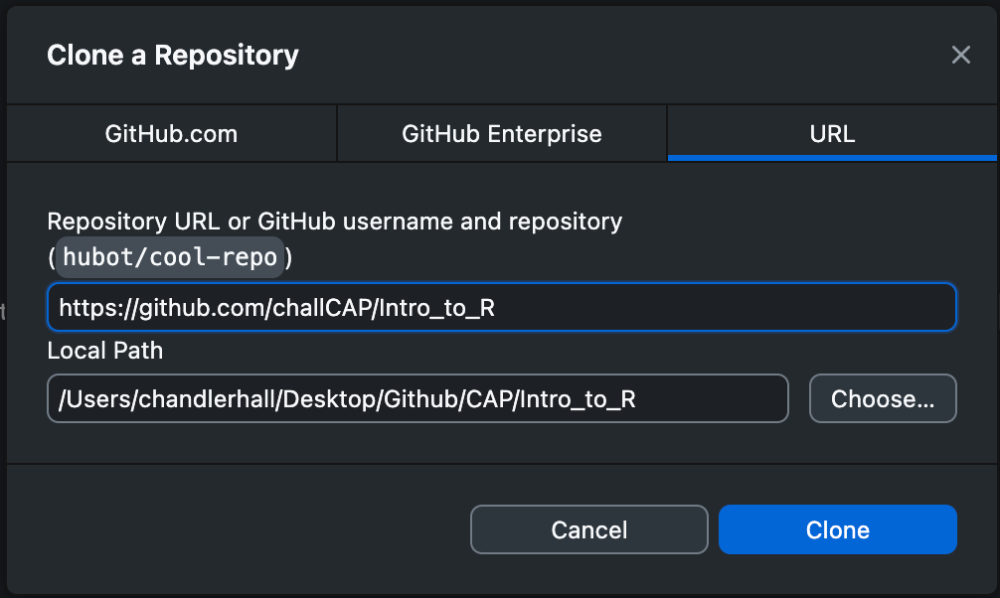 Clone a Repository
GitHub.com
GitHub Enterprise
URL
Repository URL or GitHub username and repository
(hubot/cool-repo)
https://github.com/challCAP/Intro_to_R
Local Path
/Users/chandlerhall/Desktop/Github/CAP/Intro_to_R
Choose...
Cancel
Clone